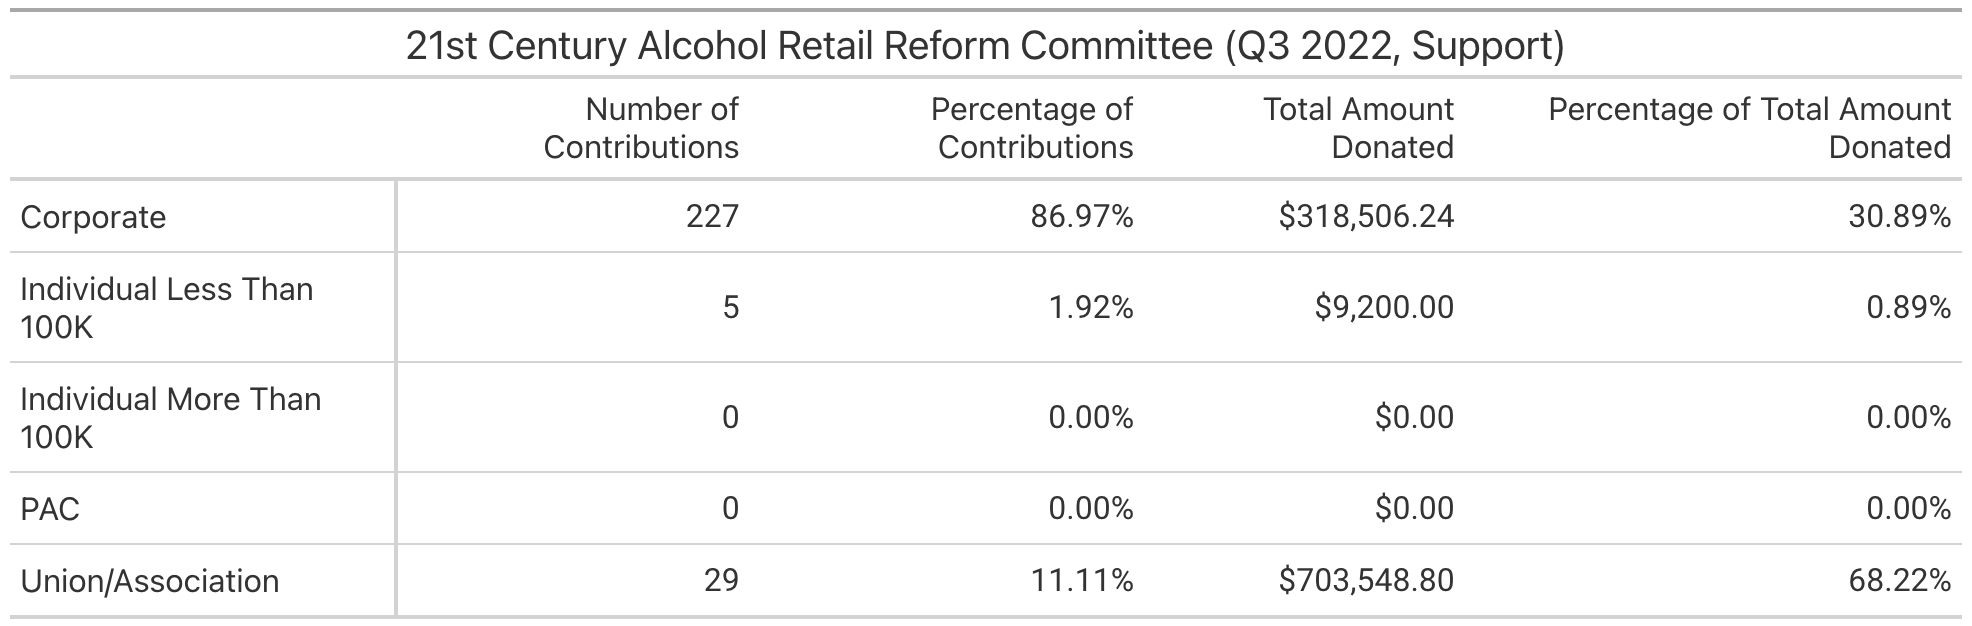 21st Century Alcohol Retail Reform Committee (Q3 2022, Support)
Number of Contributions Percentage of Contributions Total Amount Donated Percentage of Total Amount Donated
Corporate 227 86.97% $318,506.24 30.89%
Individual Less Than 100K 5 1.92% $9,200.00 0.89%
Individual More Than 100K 0 0.00% $0.00 0.00%
PAC 0 0.00% $0.00 0.00%
Union/Association 29 11.11% $703,548.80 68.22%